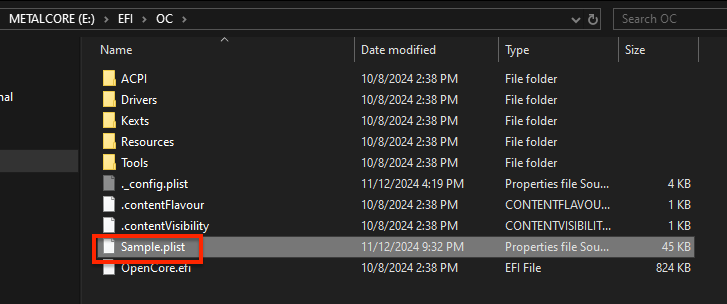 METALCORE (E:) > EFI > OC > Search OC
Name Date modified Type Size
ACPI 10/8/2024 2:38 PM File folder
Drivers 10/8/2024 2:38 PM File folder
nal Kexts 10/8/2024 2:38 PM File folder
Resources 10/8/2024 2:38 PM File folder
Tools 10/8/2024 2:38 PM File folder
._config.plist 11/12/2024 4:19 PM Properties file Sou... 4 KB
.contentFlavour 10/8/2024 2:38 PM CONTENTFLAVOU... 1 KB
.contentVisibility 10/8/2024 2:38 PM CONTENTVISIBILIT... 1 KB
Sample.plist 11/12/2024 9:32 PM Properties file Sou... 45 KB
OpenCore.efi 10/8/2024 2:38 PM EFI File 824 KB